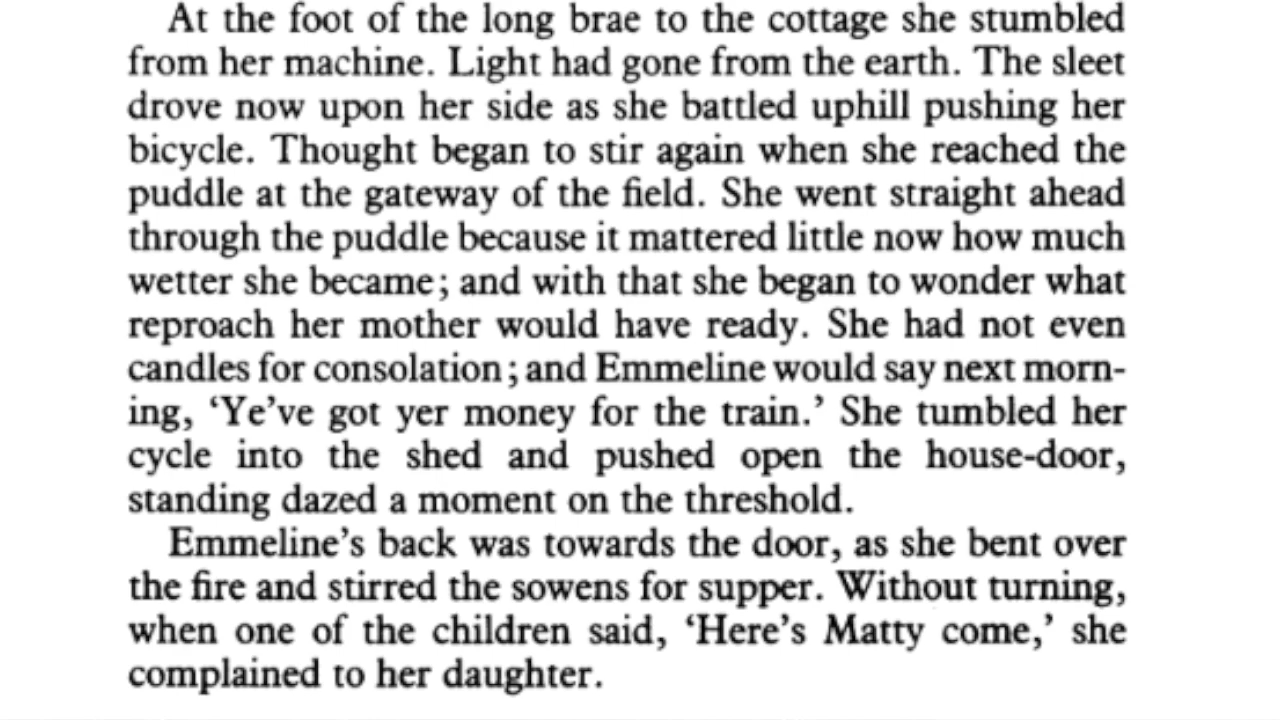 At the foot of the long brae to the cottage she stumbled
from her machine. Light had gone from the earth. The sleet
drove now upon her side as she battled uphill pushing her
bicycle. Thought began to stir again when she reached the
puddle at the gateway of the field. She went straight ahead
through the puddle because it mattered little now how much
wetter she became; and with that she began to wonder what
reproach her mother would have ready. She had not even
candles for consolation; and Emmeline would say next morn-
ing, ‘Ye’ve got yer money for the train.’ She tumbled her
cycle into the shed and pushed open the house-door,
standing dazed a moment on the threshold.
Emmeline’s back was towards the door, as she bent over
the fire and stirred the sowens for supper. Without turning,
when one of the children said, ‘Here’s Matty come,’ she
complained to her daughter.